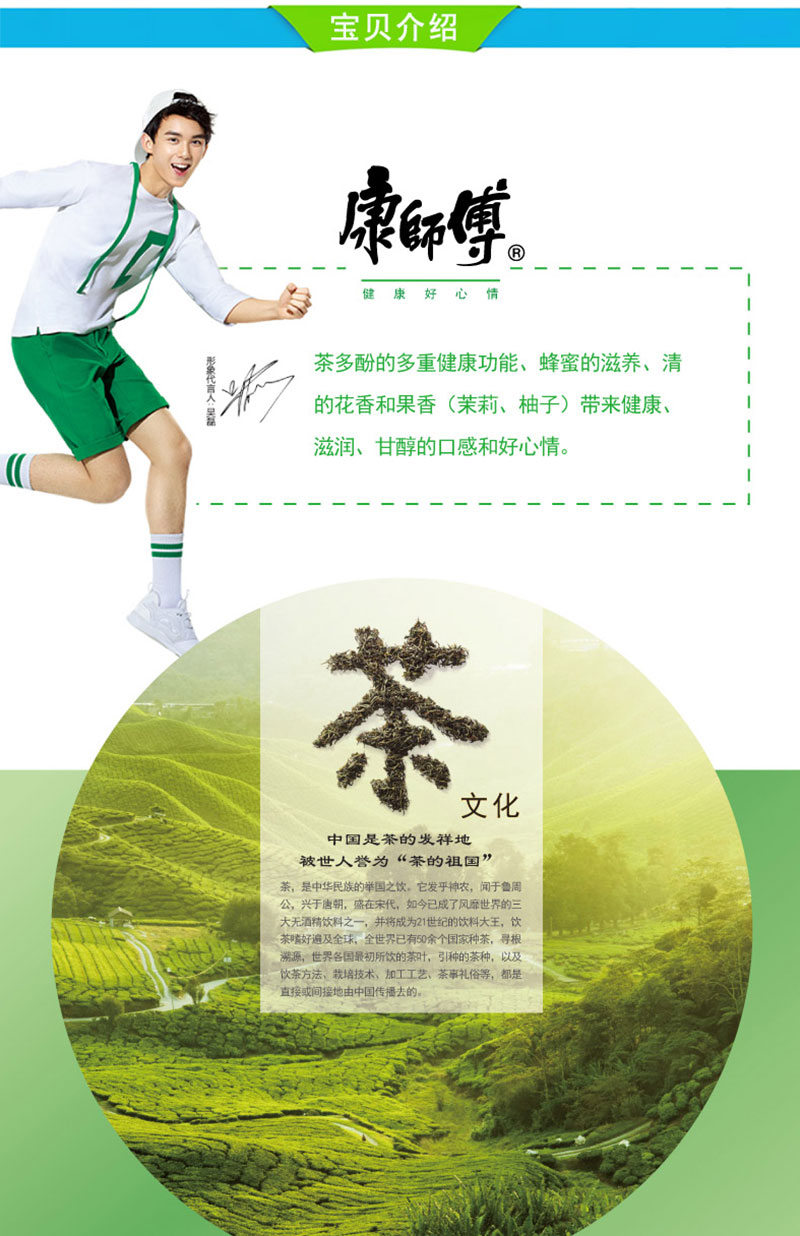 宝贝介绍
康師傅®
健康好心情
茶多酚的多重健康功能、蜂蜜的滋养、清
的花香和果香（茉莉、柚子）带来健康、
滋润、甘醇的口感和好心情。
形象代言人：吴磊
茶
文化
中国是茶的发祥地
被世人誉为“茶的祖国”
茶，是中华民族的举国之饮。它发乎神农，闻于鲁周
公，兴于唐朝，盛在宋代，如今已成了风靡世界的三
大无酒精饮料之一，并将成为21世纪的饮料大王，饮
茶嗜好遍及全球，全世界已有50余个国家种茶，寻根
溯源，世界各国最初所饮的茶叶，引种的茶种，以及
饮茶方法、栽培技术、加工工艺、茶事礼俗等，都是
直接或间接地由中国传播去的。